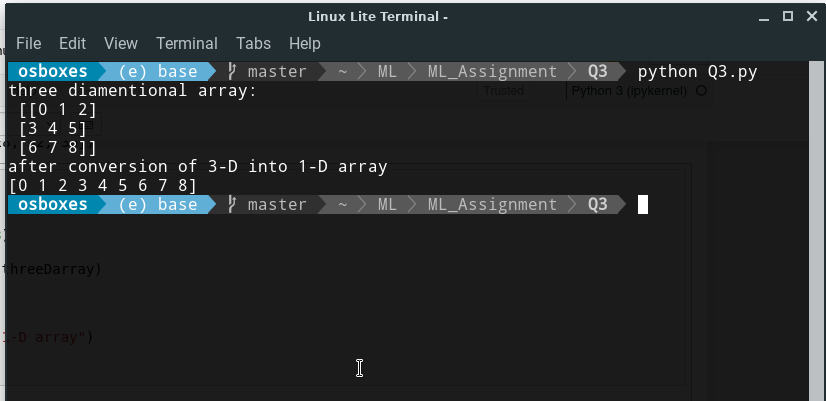 Linux Lite Terminal -
File Edit View Terminal Tabs Help
osboxes (e) base master ~ ML ML_Assignment Q3 python Q3.py
three diamentional array:
Trusted Python 3 (ipykernel)
[[0 1 2]
[3 4 5]
[6 7 8]]
after conversion of 3-D into 1-D array
[0 1 2 3 4 5 6 7 8]
osboxes (e) base master ~ ML ML_Assignment Q3
threeDarray)
1-D array")